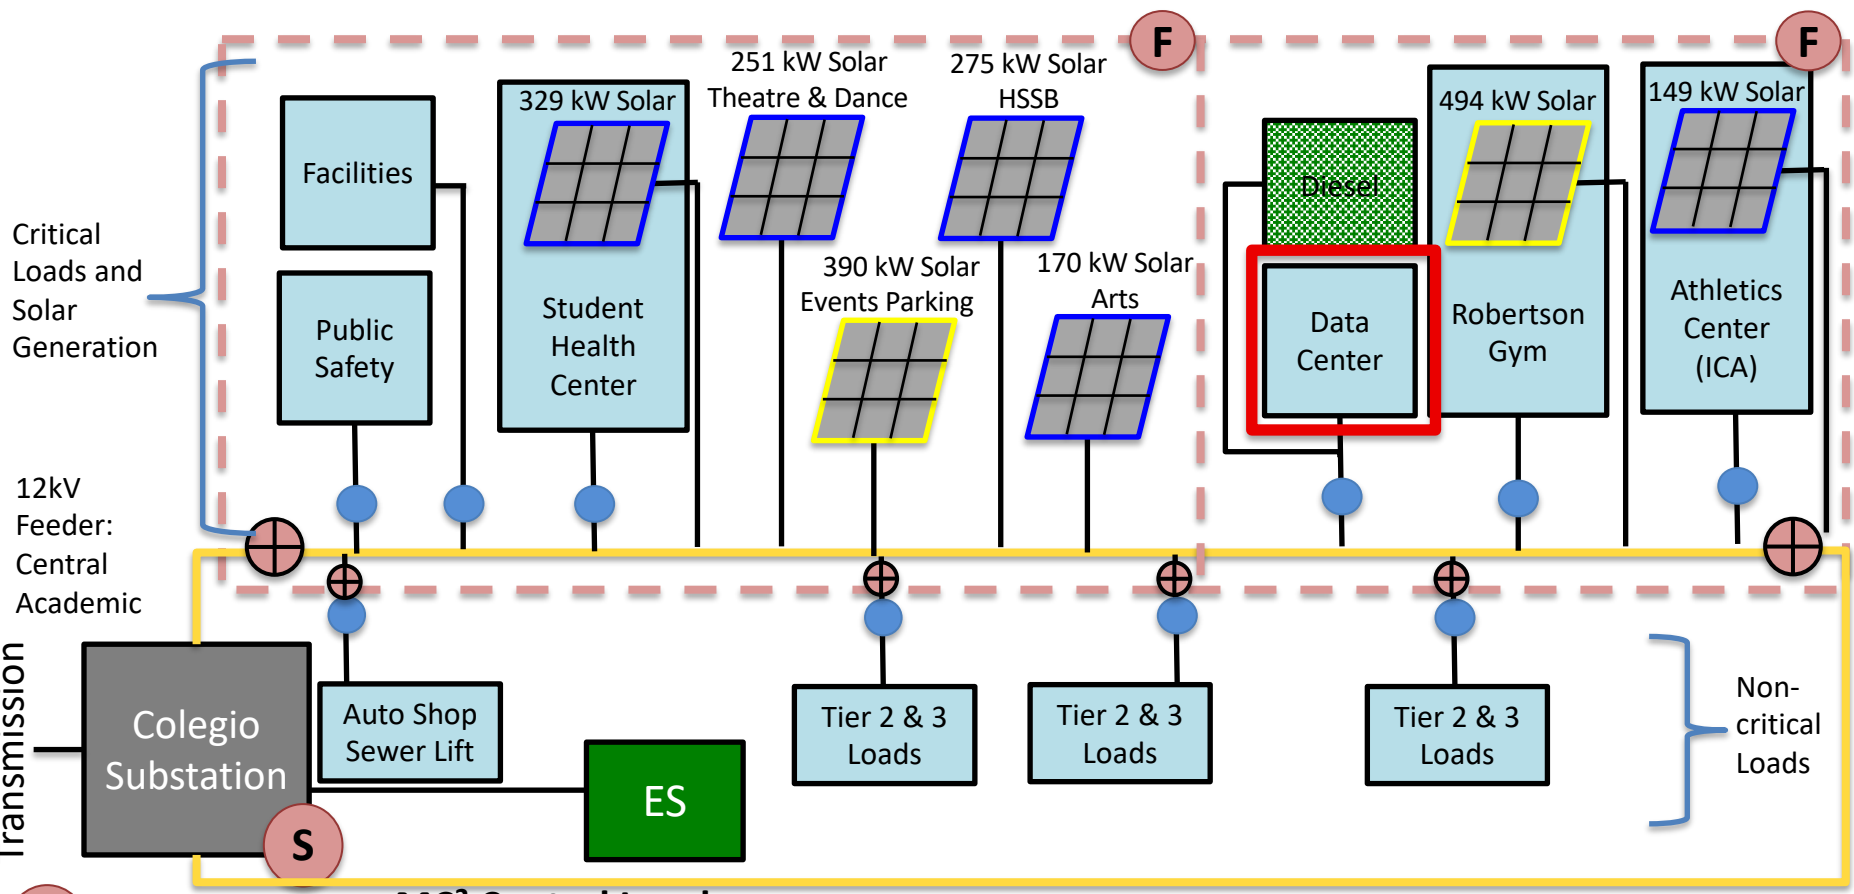 F
F
251 kW Solar
Theatre & Dance
275 kW Solar
HSSB
329 kW Solar
494 kW Solar
149 kW Solar
Facilities
Diesel
Critical
Loads and
Solar
Generation
390 kW Solar
Events Parking
170 kW Solar
Arts
Public
Safety
Student
Health
Center
Data
Center
Robertson
Gym
Athletics
Center
(ICA)
12kV
Feeder:
Central
Academic
Transmission
Colegio
Substation
S
Auto Shop
Sewer Lift
ES
Tier 2 & 3
Loads
Tier 2 & 3
Loads
Tier 2 & 3
Loads
Non-
critical
Loads